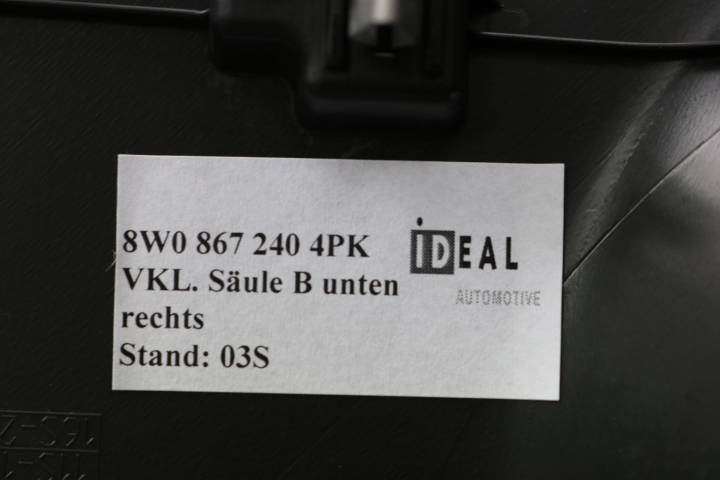 8W0 867 240 4PK
VKL. Säule B unten
rechts
Stand: 03S
iDEAL
AUTOMOTIVE